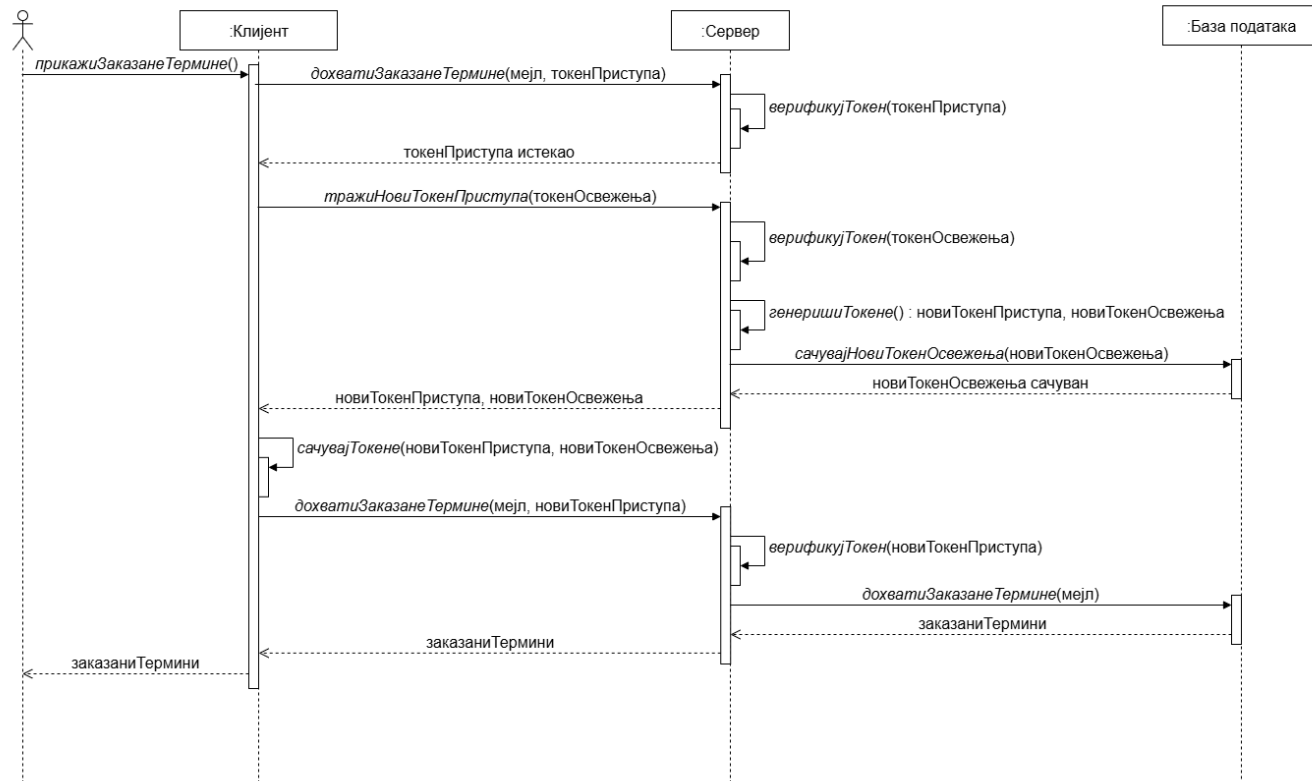 :Клијент
:Сервер
:База података
прикажиЗаказанеТермине()
дохватиЗаказанеТермине(мејл, токенПриступа)
верификујТокен(токенПриступа)
токенПриступа истекао
тражиНовиТокенПриступа(токенОсвежења)
верификујТокен(токенОсвежења)
генеришиТокене() : новиТокенПриступа, новиТокенОсвежења
сачувајНовиТокенОсвежења(новиТокенОсвежења)
новиТокенОсвежења сачуван
новиТокенПриступа, новиТокенОсвежења
сачувајТокене(новиТокенПриступа, новиТокенОсвежења)
дохватиЗаказанеТермине(мејл, новиТокенПриступа)
верификујТокен(новиТокенПриступа)
дохватиЗаказанеТермине(мејл)
заказаниТермини
заказаниТермини
заказаниТермини